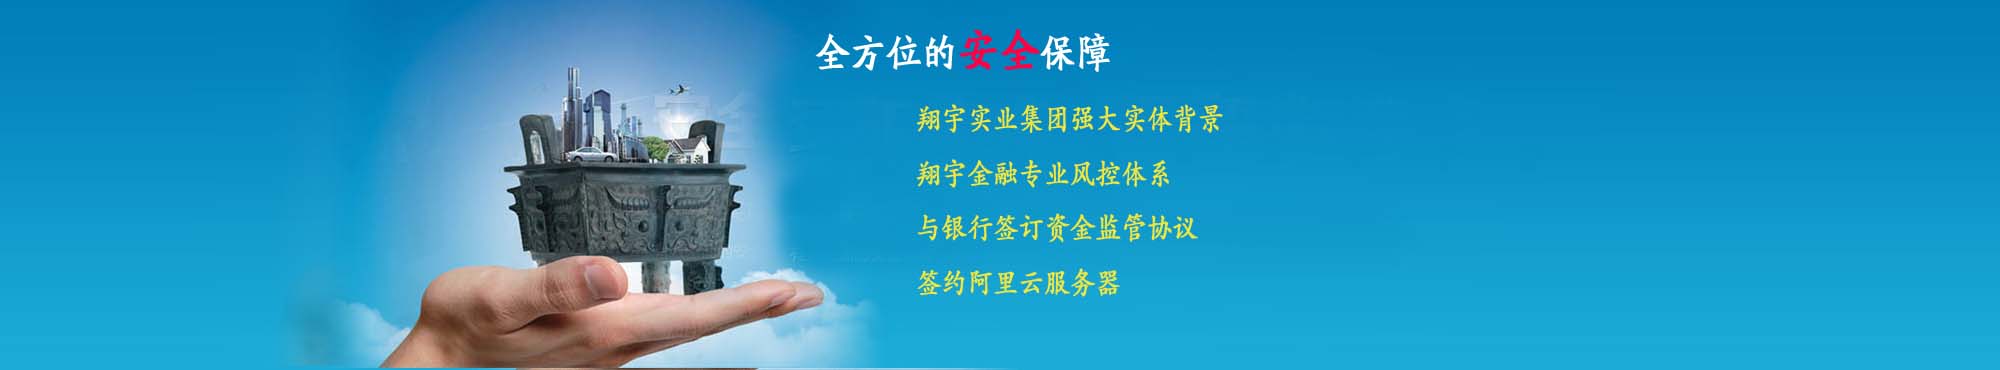 全方位的安全保障
翔宇实业集团强大实体背景
翔宇金融专业风控体系
与银行签订资金监管协议
签约阿里云服务器